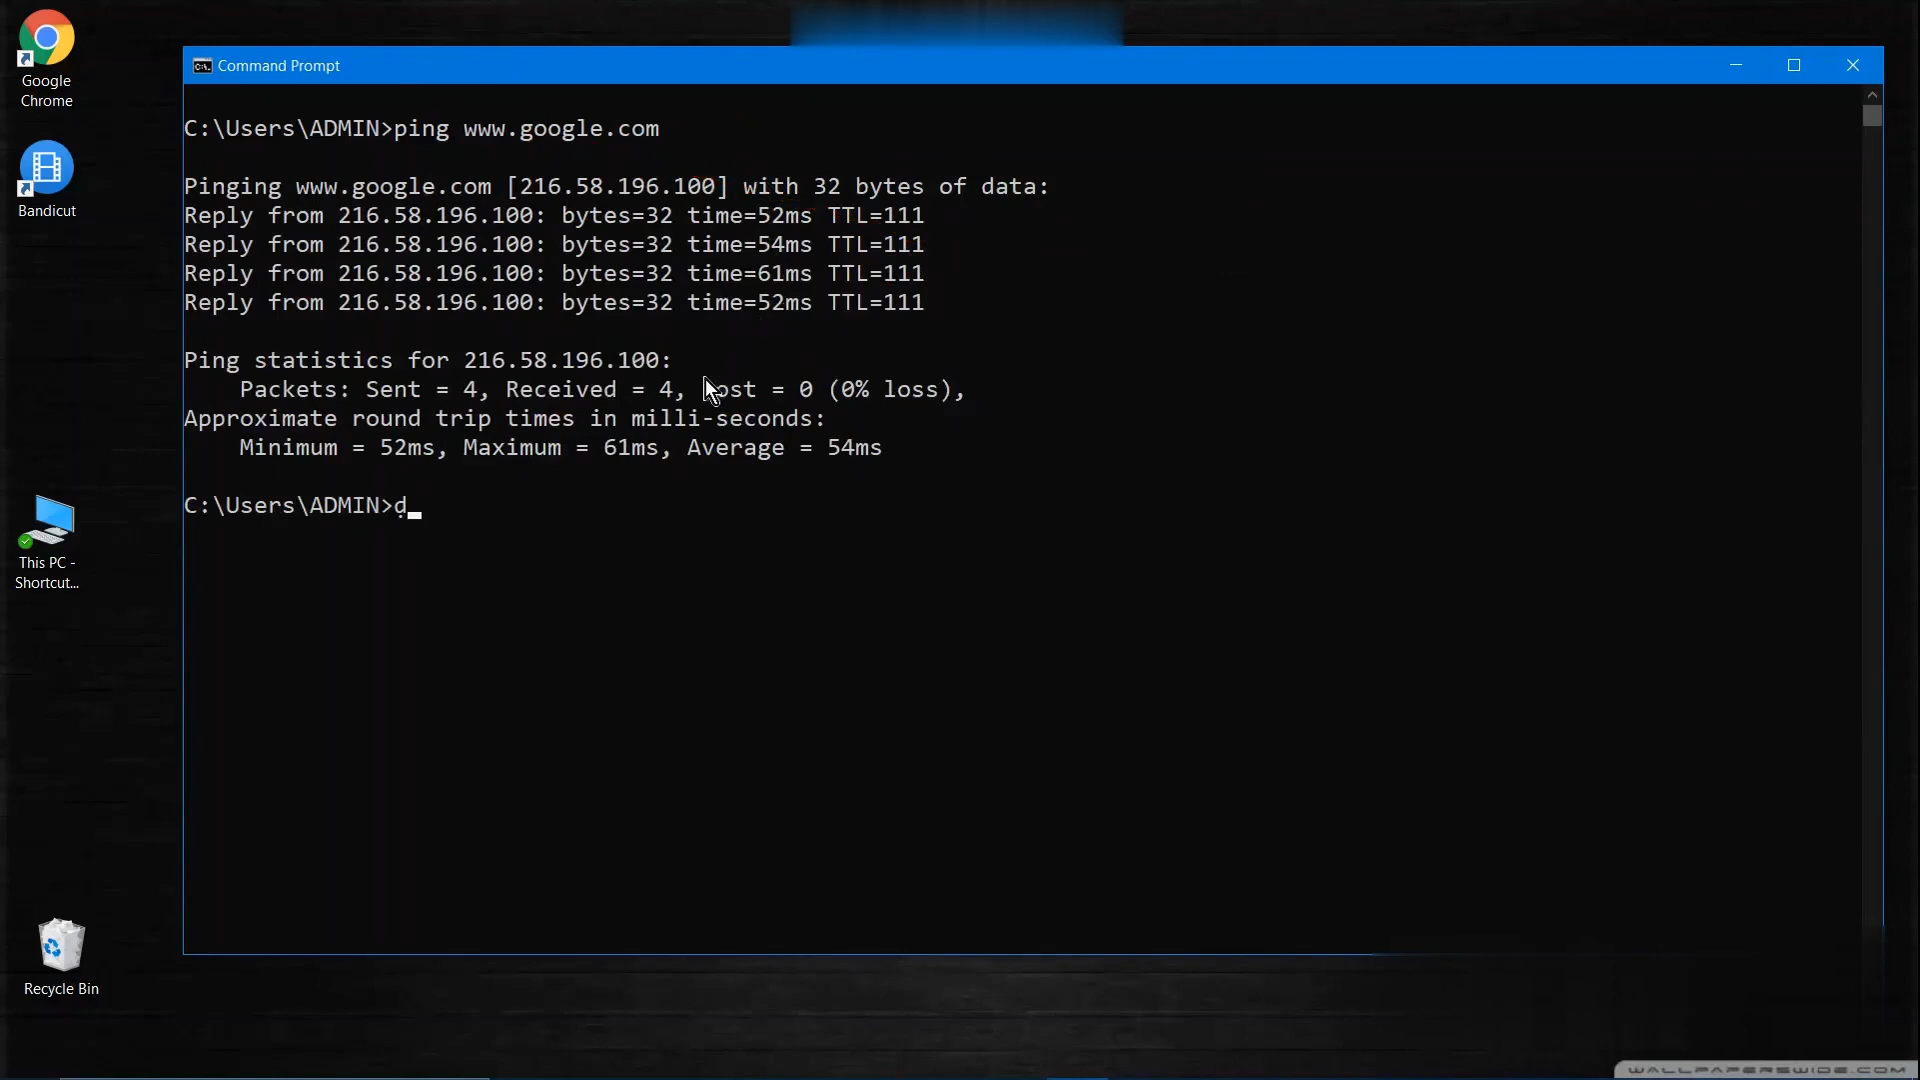 Google
Chrome
Bandicut
This PC -
Shortcut...
Recycle Bin
Command Prompt
C:\Users\ADMIN>ping www.google.com
Pinging www.google.com [216.58.196.100] with 32 bytes of data:
Reply from 216.58.196.100: bytes=32 time=52ms TTL=111
Reply from 216.58.196.100: bytes=32 time=54ms TTL=111
Reply from 216.58.196.100: bytes=32 time=61ms TTL=111
Reply from 216.58.196.100: bytes=32 time=52ms TTL=111
Ping statistics for 216.58.196.100:
Packets: Sent = 4, Received = 4, Lost = 0 (0% loss),
Approximate round trip times in milli-seconds:
Minimum = 52ms, Maximum = 61ms, Average = 54ms
C:\Users\ADMIN>d
WALLPAPERSWIDE.COM